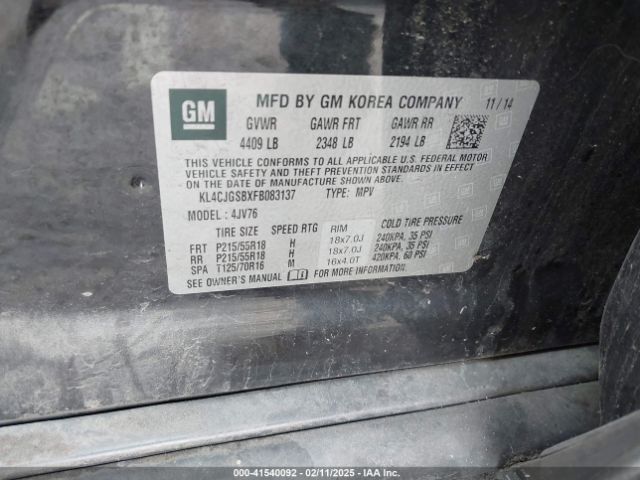 GM MFD BY GM KOREA COMPANY 11/14
GVWR GAWR FRT GAWR RR
4409 LB 2348 LB 2194 LB
THIS VEHICLE CONFORMS TO ALL APPLICABLE U.S. FEDERAL MOTOR
VEHICLE SAFETY AND THEFT PREVENTION STANDARDS IN EFFECT
ON THE DATE OF MANUFACTURE SHOWN ABOVE.
KL4CJGSBXFB083137 TYPE: MPV
MODEL: 4JV76
TIRE SIZE SPEED RTG RIM COLD TIRE PRESSURE
FRT P215/55R18 H 18x7.0J 240KPA, 35 PSI
RR P215/55R18 H 18x7.0J 240KPA, 35 PSI
SPA T125/70R16 M 16x4.0T 420KPA, 60 PSI
SEE OWNER'S MANUAL FOR MORE INFORMATION.
000-41540092 - 02/11/2025 - IAA, Inc.